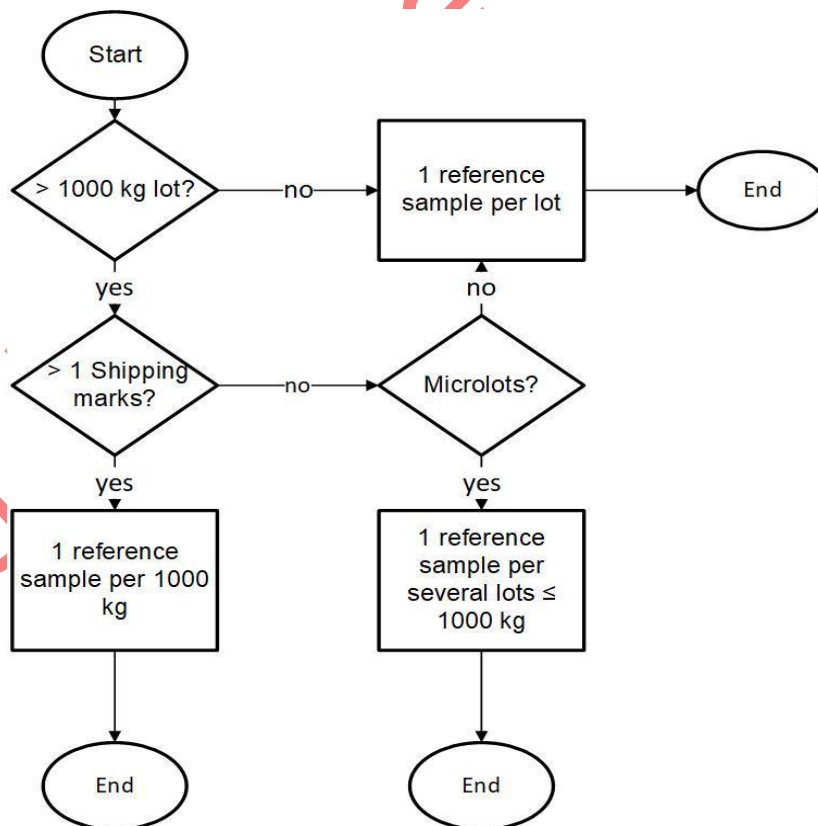 Start
> 1000 kg lot?
no
1 reference
sample per lot
End
yes
no
> 1 Shipping
marks?
no
Microlots?
yes
yes
1 reference
sample per 1000
kg
1 reference
sample per
several lots ≤
1000 kg
End
End